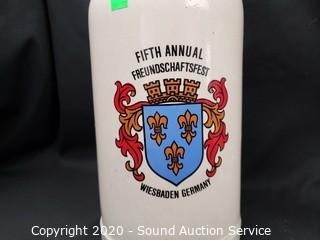 FIFTH ANNUAL
FREUNDSCHAFTSFEST
WIESBADEN GERMANY
Copyright 2020 - Sound Auction Service